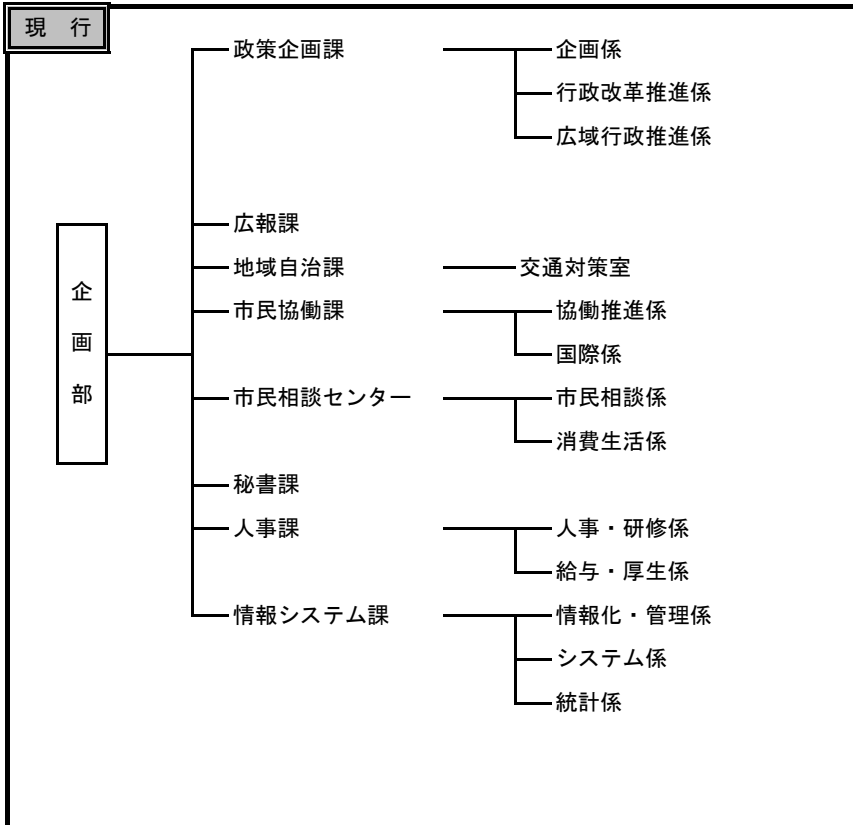 現　行
政策企画課　企画係
行政改革推進係
広域行政推進係
広報課
地域自治課　交通対策室
市民協働課　協働推進係
国際係
企画部
市民相談センター　市民相談係
消費生活係
秘書課
人事課　人事・研修係
給与・厚生係
情報システム課　情報化・管理係
システム係
統計係